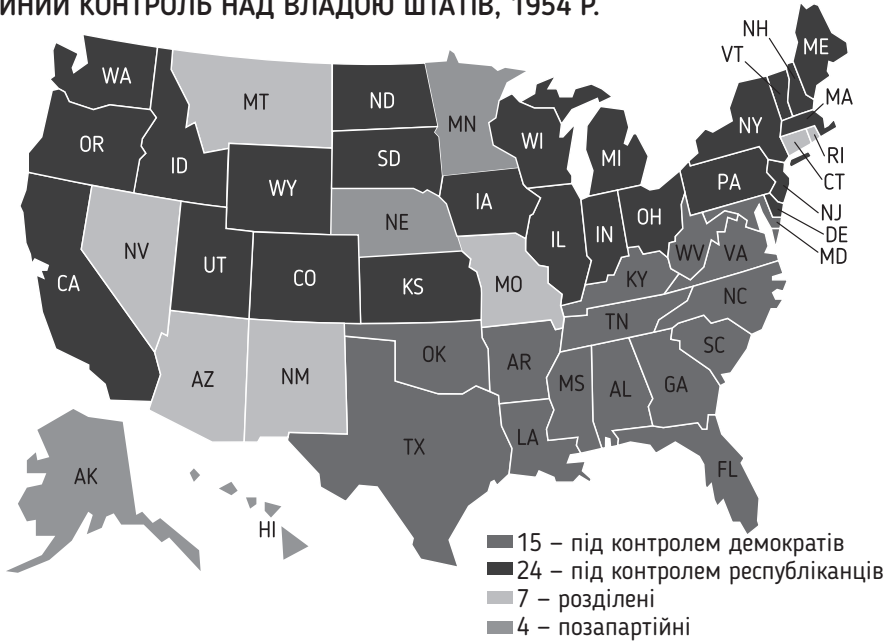 ЙНИЙ КОНТРОЛЬ НАД ВЛАДОЮ ШТАТІВ, 1954 Р.
NH
VT
ME
WA
MT
ND
MN
MA
OR
ID
SD
WI
MI
NY
RI
WY
CT
PA
IA
NE
NJ
NV
UT
CO
IL
IN
OH
DE
MD
WV
VA
CA
KS
MO
KY
NC
TN
AZ
NM
OK
AR
SC
MS
AL
GA
TX
LA
FL
AK
HI
15 – під контролем демократів
24 – під контролем республіканців
7 – розділені
4 – позапартійні